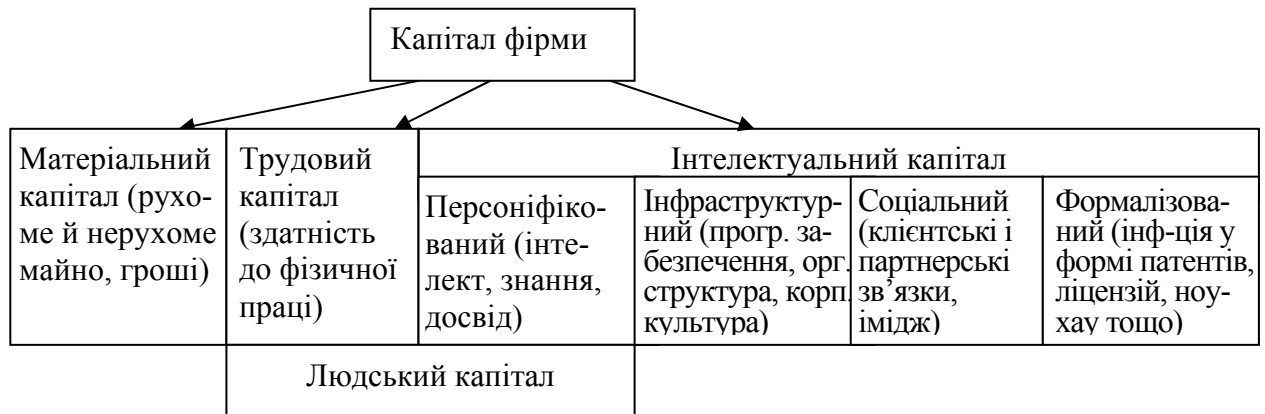 Капітал фірми
Матеріальний
капітал (рухо-
ме й нерухоме
майно, гроші)
Трудовий
капітал
(здатність
до фізичної
праці)
Інтелектуальний капітал
Персоніфіко-
ваний (інте-
лект, знання,
досвід)
Інфраструктур-
ний (прогр. за-
безпечення, орг.
структура, корп.
культура)
Соціальний
(клієнтські і
партнерські
зв’язки,
імідж)
Формалізова-
ний (інф-ція у
формі патентів,
ліцензій, ноу-
хау тощо)
Людський капітал